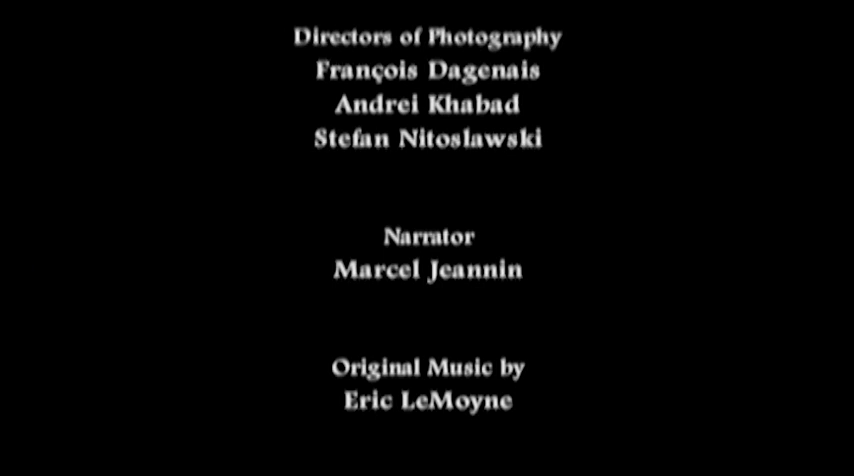 Directors of Photography
François Dagenais
Andrei Khabad
Stefan Nitoslawski
Narrator
Marcel Jeannin
Original Music by
Eric LeMoyne